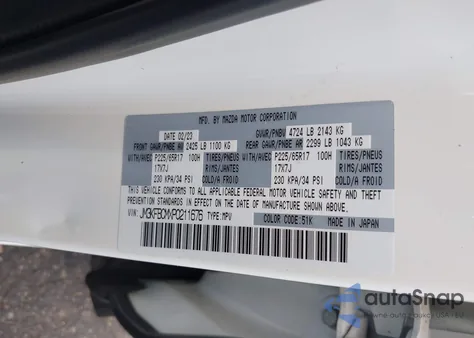 MFD. BY MAZDA MOTOR CORPORATION
DATE 02/23 GVWR/PNBV 4724 LB 2143 KG
FRONT GAWR/PNBE AR 2425 LB 1100 KG REAR GAWR/PNBE AR 2299 LB 1043 KG
WITH/AVEC P225/65R17 100H TIRES/PNEUS WITH/AVEC P225/65R17 100H TIRES/PNEUS
17X7J RIMS/JANTES 17X7J RIMS/JANTES
230 KPA/34 PSI COLD/A FROID 230 KPA/34 PSI COLD/A FROID
THIS VEHICLE CONFORMS TO ALL APPLICABLE FEDERAL MOTOR VEHICLE SAFETY AND THEFT
PREVENTION STANDARDS IN EFFECT ON THE DATE OF MANUFACTURE SHOWN ABOVE.
VIN: TYPE: MPV COLOR CODE: 51K MADE IN JAPAN
autoSnap